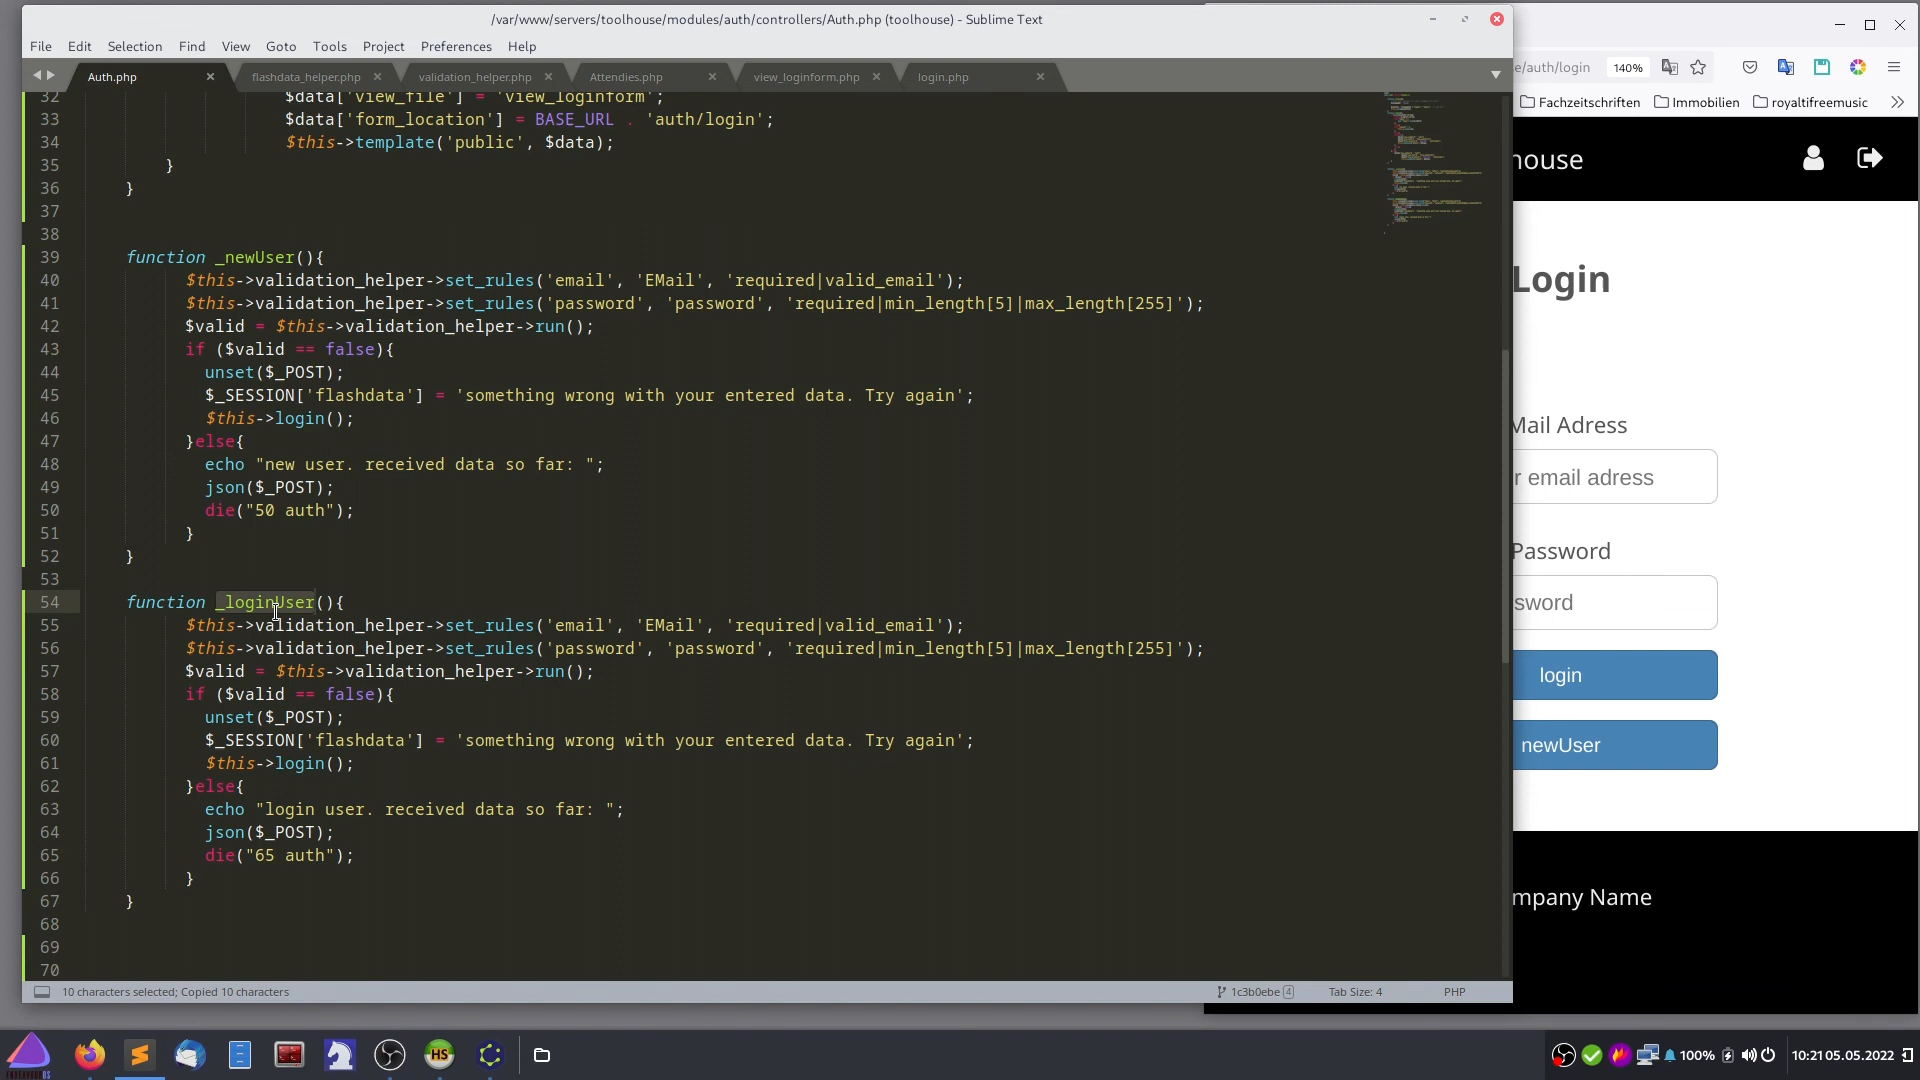 /var/www/servers/toolhouse/modules/auth/controllers/Auth.php (toolhouse) - Sublime Text
File Edit Selection Find View Goto Tools Project Preferences Help
Auth.php flashdata_helper.php validation_helper.php Attendies.php view_loginform.php login.php
32 $data['view_file'] = 'view_loginform';
33 $data['form_location'] = BASE_URL . 'auth/login';
34 $this->template('public', $data);
35 }
36 }
37
38
39 function _newUser(){
40 $this->validation_helper->set_rules('email', 'EMail', 'required|valid_email');
41 $this->validation_helper->set_rules('password', 'password', 'required|min_length[5]|max_length[255]');
42 $valid = $this->validation_helper->run();
43 if ($valid == false){
44 unset($_POST);
45 $_SESSION['flashdata'] = 'something wrong with your entered data. Try again';
46 $this->login();
47 }else{
48 echo "new user. received data so far: ";
49 json($_POST);
50 die("50 auth");
51 }
52 }
53
54 function _loginUser(){
55 $this->validation_helper->set_rules('email', 'EMail', 'required|valid_email');
56 $this->validation_helper->set_rules('password', 'password', 'required|min_length[5]|max_length[255]');
57 $valid = $this->validation_helper->run();
58 if ($valid == false){
59 unset($_POST);
60 $_SESSION['flashdata'] = 'something wrong with your entered data. Try again';
61 $this->login();
62 }else{
63 echo "login user. received data so far: ";
64 json($_POST);
65 die("65 auth");
66 }
67 }
68
69
70
10 characters selected; Copied 10 characters 1c3b0ebe 4 Tab Size: 4 PHP
e/auth/login 140%
Fachzeitschriften Immobilien royaltifreemusic
house
Login
Mail Adress
r email adress
Password
sword
login
newUser
mpany Name
HS 100% 10:21 05.05.2022